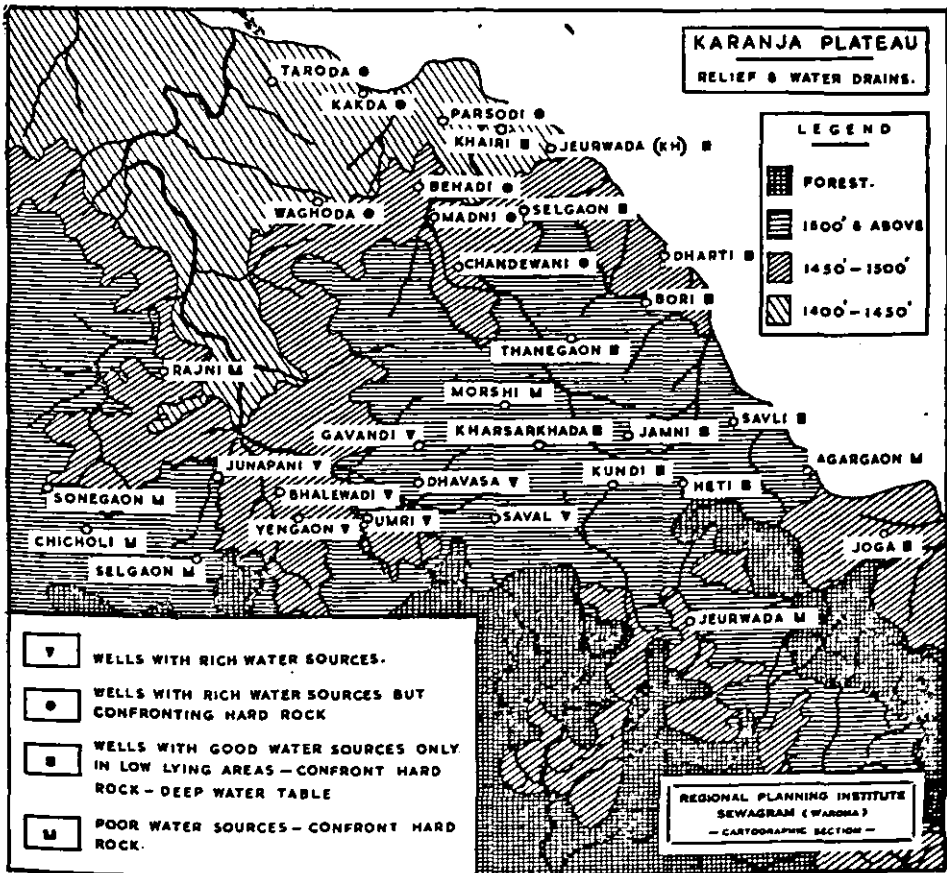 KARANJA PLATEAU
RELIEF & WATER DRAINS.
LEGEND
FOREST.
1500' & ABOVE
1450'-1500'
1400'-1450'
TARODA
KAKDA
PARSODI
KHAIRI
JEURWADA (KH)
BEHADI
WAGHODA
MADNI
SELGAON
CHANDEWANI
DHARTI
BORI
THANEGAON
RAJNI
MORSHI
GAVANDI
KHARSARKHADA
JAMNI
SAVLI
JUNAPANI
KUNDI
AGARGAON
SONEGAON
BHALEWADI
DHAVASA
HETI
YENGAON
UMRI
SAVAL
CHICHOLI
JOGA
SELGAON
JEURWADA
WELLS WITH RICH WATER SOURCES.
WELLS WITH RICH WATER SOURCES BUT
CONFRONTING HARD ROCK
WELLS WITH GOOD WATER SOURCES ONLY
IN LOW LYING AREAS – CONFRONT HARD
ROCK – DEEP WATER TABLE
POOR WATER SOURCES – CONFRONT HARD
ROCK.
REGIONAL PLANNING INSTITUTE
SEWAGRAM (WARDHA)
– CARTOGRAPHIC SECTION –